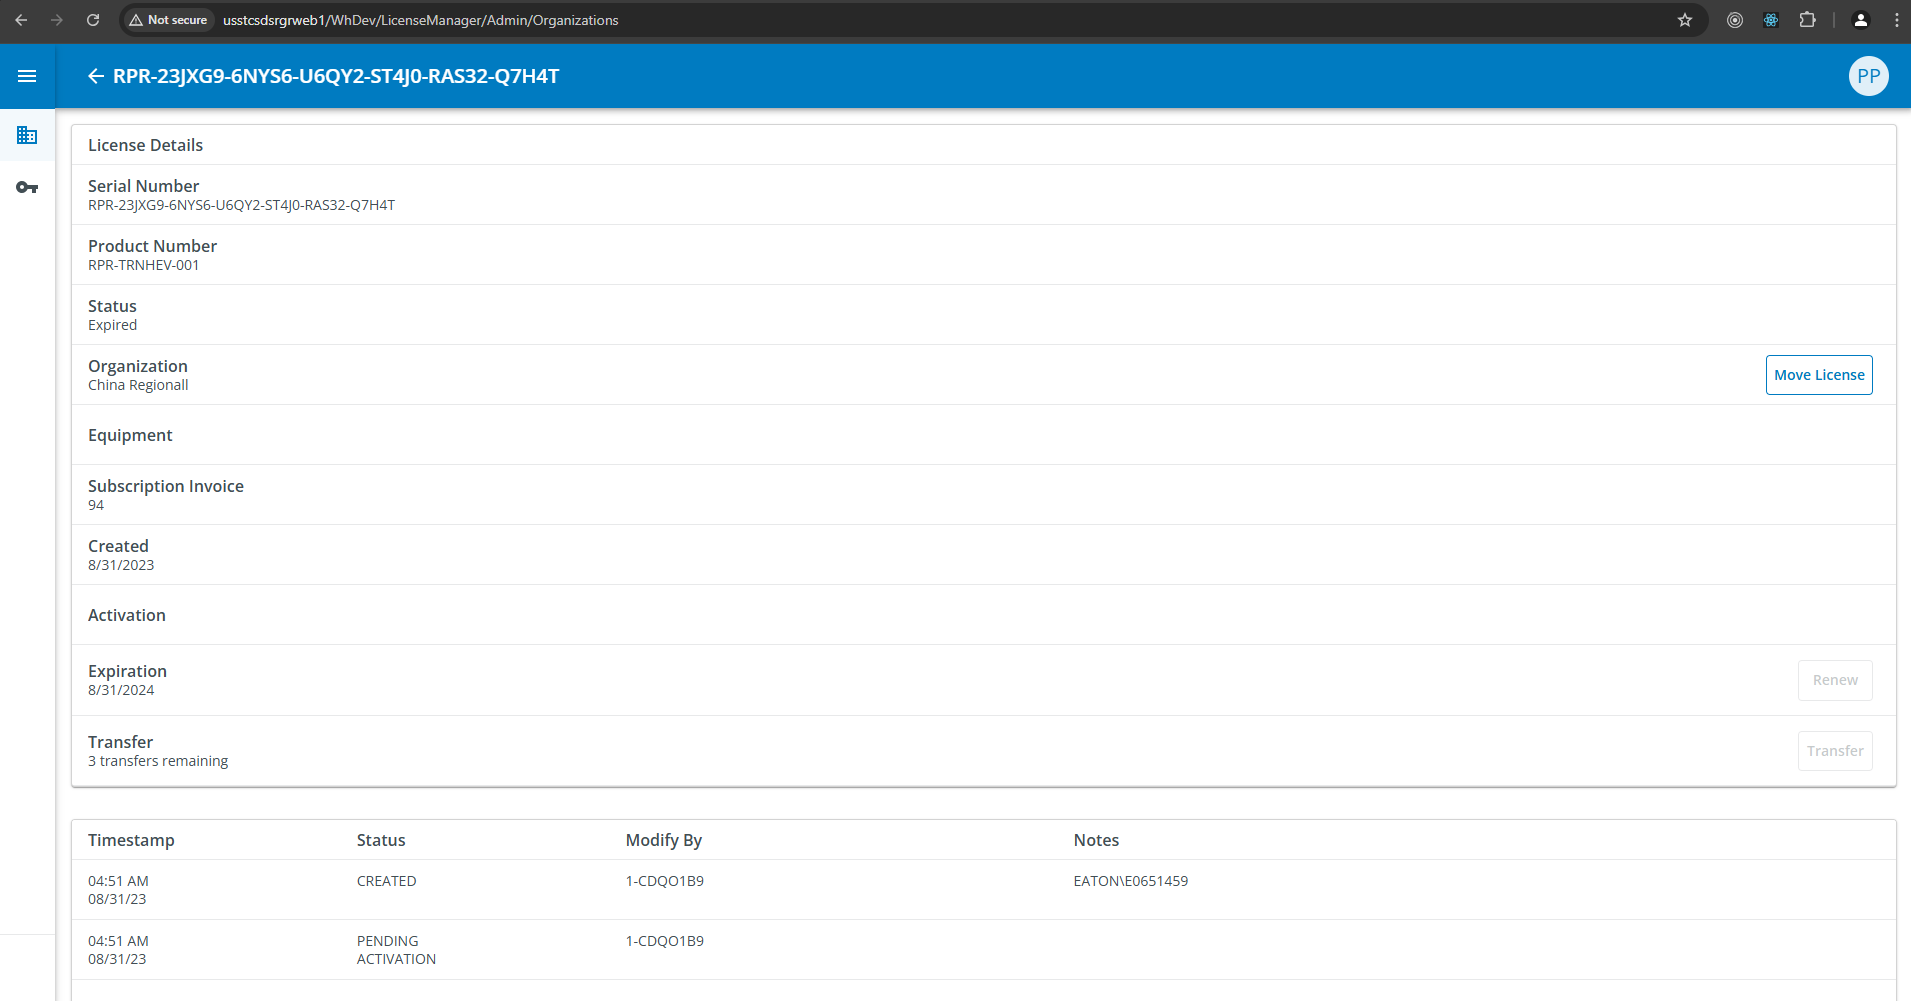 Not secure usstcsdsrgrweb1/WhDev/LicenseManager/Admin/Organizations
RPR-23JXG9-6NYS6-U6QY2-ST4J0-RAS32-Q7H4T
PP
License Details
Serial Number
RPR-23JXG9-6NYS6-U6QY2-ST4J0-RAS32-Q7H4T
Product Number
RPR-TRNHEV-001
Status
Expired
Organization
China Regionall
Move License
Equipment
Subscription Invoice
94
Created
8/31/2023
Activation
Expiration
8/31/2024
Renew
Transfer
3 transfers remaining
Transfer
Timestamp Status Modify By Notes
04:51 AM CREATED 1-CDQO1B9 EATON\E0651459
08/31/23
04:51 AM PENDING 1-CDQO1B9
08/31/23 ACTIVATION